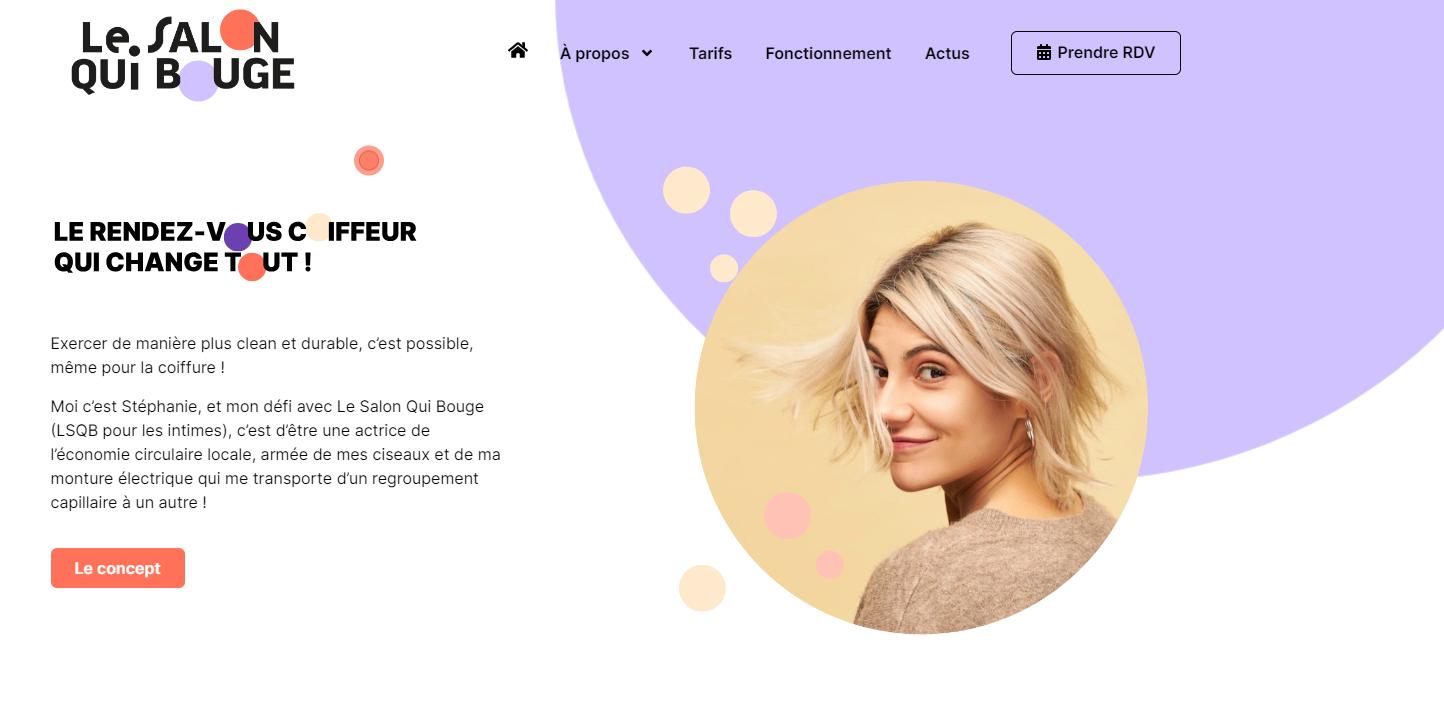 Le SALON
QUI BOUGE
À propos
Tarifs
Fonctionnement
Actus
Prendre RDV
LE RENDEZ-VOUS COIFFEUR
QUI CHANGE TOUT !
Exercer de manière plus clean et durable, c’est possible,
même pour la coiffure !
Moi c’est Stéphanie, et mon défi avec Le Salon Qui Bouge
(LSQB pour les intimes), c’est d’être une actrice de
l’économie circulaire locale, armée de mes ciseaux et de ma
monture électrique qui me transporte d’un regroupement
capillaire à un autre !
Le concept